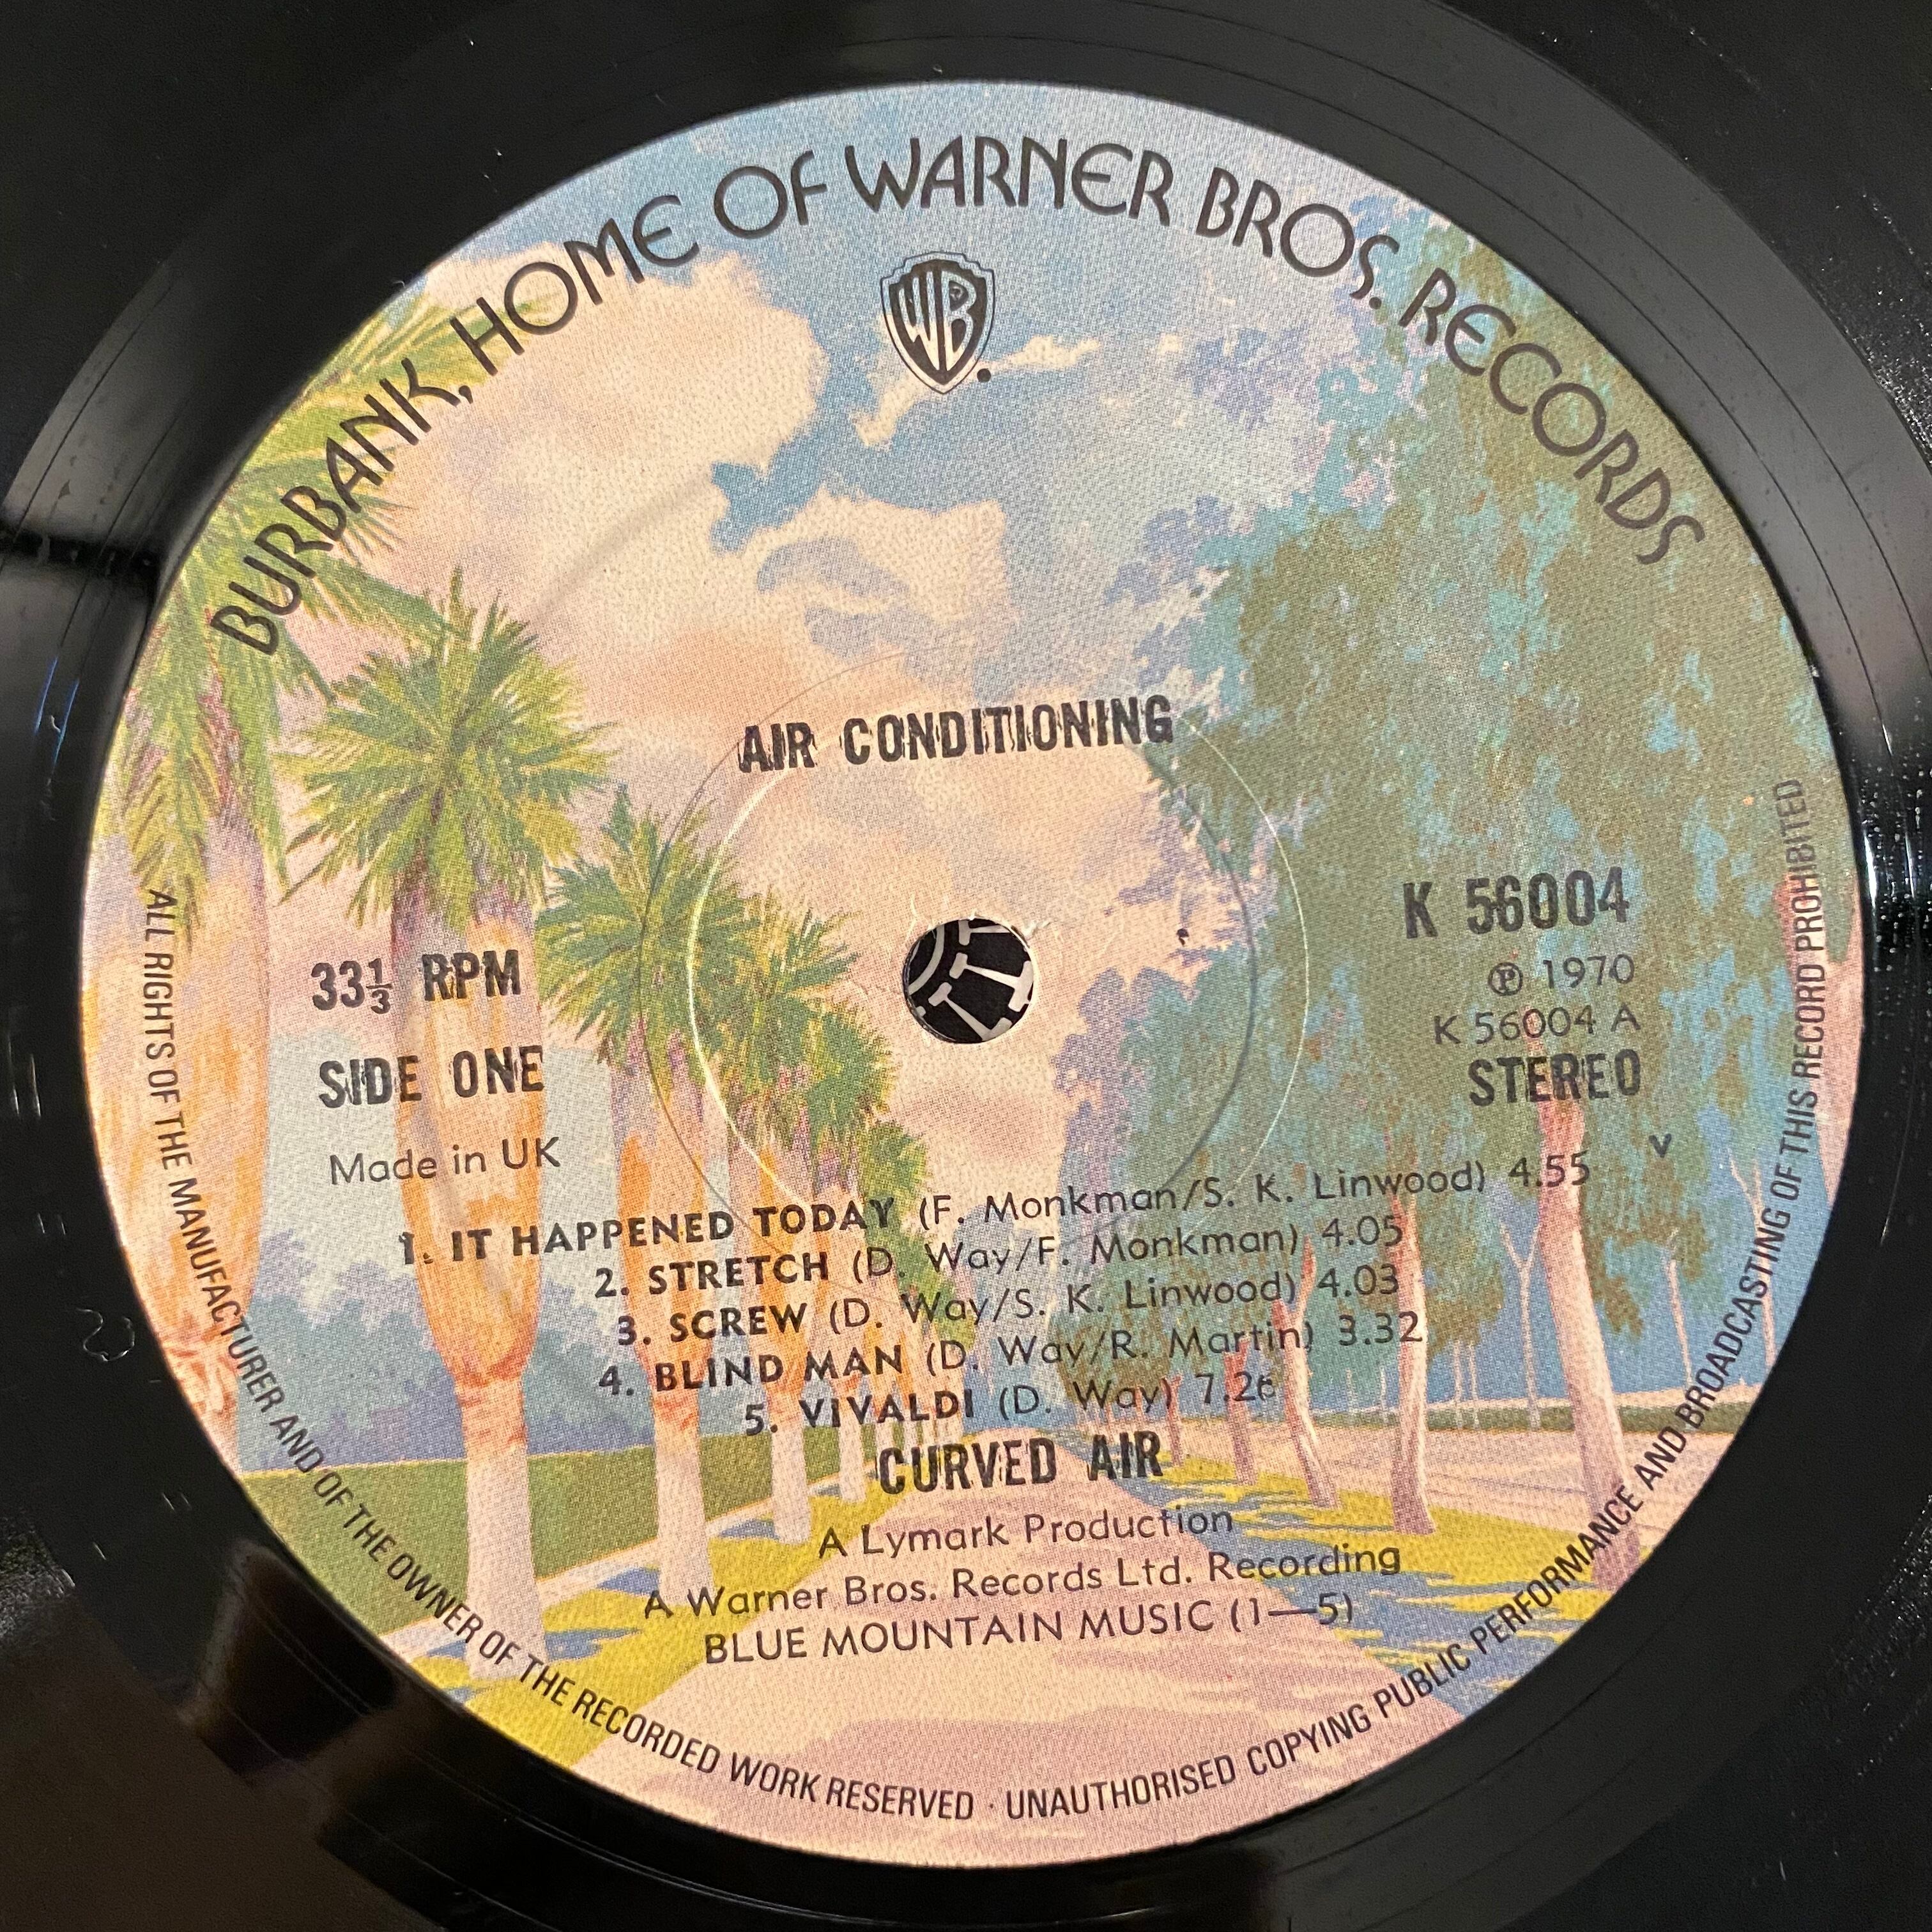 BURBANK, HOME OF WARNER BROS. RECORDS
WB
AIR CONDITIONING
K 56004
℗ 1970
K 56004 A
STEREO
33⅓ RPM
SIDE ONE
Made in UK
V
1. IT HAPPENED TODAY (F. Monkman/S. K. Linwood) 4.55
2. STRETCH (D. Way/F. Monkman) 4.05
3. SCREW (D. Way/S. K. Linwood) 4.03
4. BLIND MAN (D. Way/R. Martin) 3.32
5. VIVALDI (D. Way)
CURVED AIR
A Lymark Production
A Warner Bros. Records Ltd. Recording
BLUE MOUNTAIN MUSIC (1—5)
ALL RIGHTS OF THE MANUFACTURER AND OF THE OWNER OF THE RECORDED WORK RESERVED · UNAUTHORISED COPYING PUBLIC PERFORMANCE AND BROADCASTING OF THIS RECORD PROHIBITED